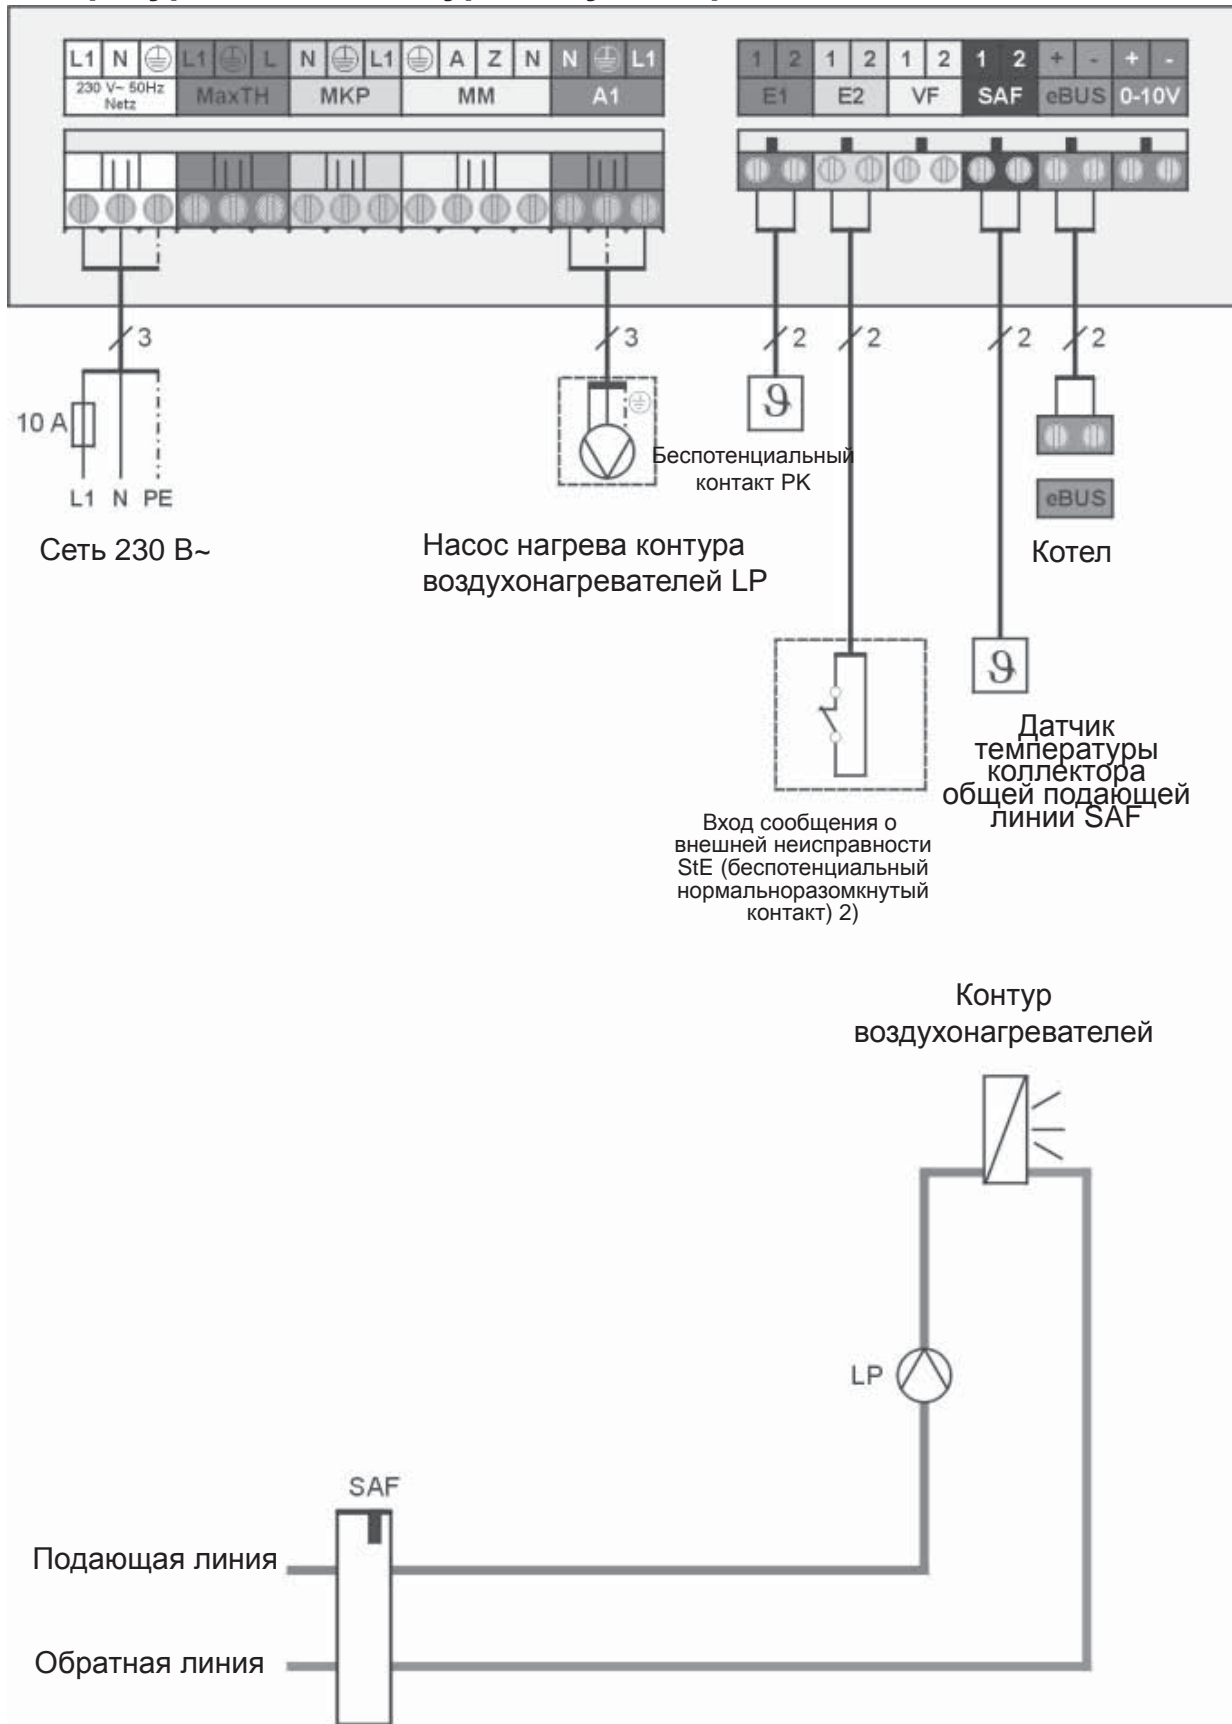 L1 N L1 L N L1 A Z N N L1 1 2 1 2 1 2 1 2 + - + -
230 V~ 50Hz
Netz
MaxTH MKP MM A1 E1 E2 VF SAF eBUS 0-10V
3 3 2 2 2 2
10 A
L1 N PE
Сеть 230 В~
Насос нагрева контура
воздухонагревателей LP
ϑ
Беспотенциальный
контакт РК
eBUS
Котел
ϑ
Датчик
температуры
коллектора
общей подающей
линии SAF
Вход сообщения о
внешней неисправности
StE (беспотенциальный
нормальноразомкнутый
контакт) 2)
Контур
воздухонагревателей
LP
SAF
Подающая линия
Обратная линия